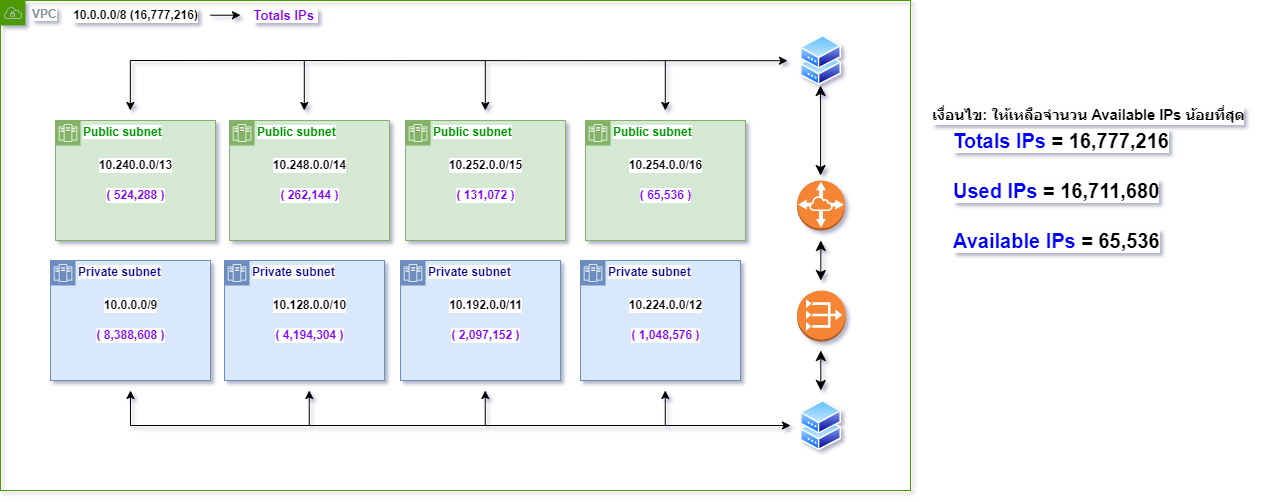 VPC 10.0.0.0/8 (16,777,216) Totals IPs
Public subnet
10.240.0.0/13
( 524,288 )
Public subnet
10.248.0.0/14
( 262,144 )
Public subnet
10.252.0.0/15
( 131,072 )
Public subnet
10.254.0.0/16
( 65,536 )
Private subnet
10.0.0.0/9
( 8,388,608 )
Private subnet
10.128.0.0/10
( 4,194,304 )
Private subnet
10.192.0.0/11
( 2,097,152 )
Private subnet
10.224.0.0/12
( 1,048,576 )
เงื่อนไข: ให้เหลือจำนวน Available IPs น้อยที่สุด
Totals IPs = 16,777,216
Used IPs = 16,711,680
Available IPs = 65,536